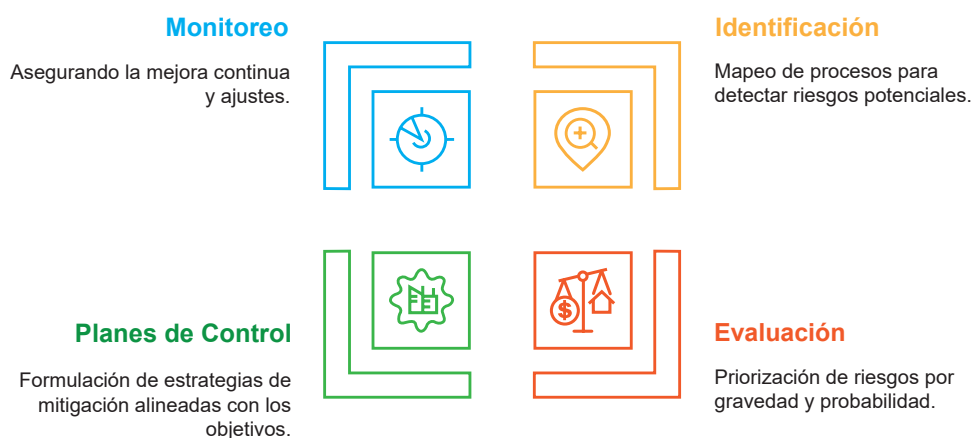 Monitoreo
Asegurando la mejora continua
y ajustes.
Identificación
Mapeo de procesos para
detectar riesgos potenciales.
Planes de Control
Formulación de estrategias de
mitigación alineadas con los
objetivos.
$
Evaluación
Priorización de riesgos por
gravedad y probabilidad.